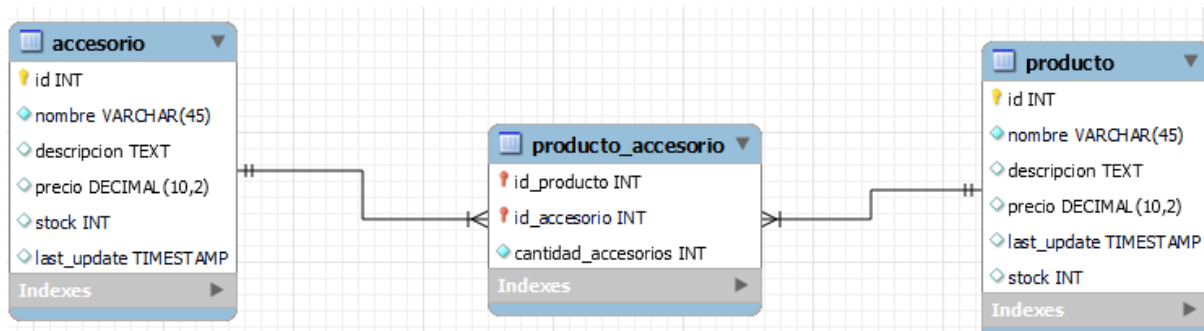 accesorio
id INT
nombre VARCHAR(45)
descripcion TEXT
precio DECIMAL(10,2)
stock INT
last_update TIMESTAMP
Indexes
producto_accesorio
id_producto INT
id_accesorio INT
cantidad_accesorios INT
Indexes
producto
id INT
nombre VARCHAR(45)
descripcion TEXT
precio DECIMAL(10,2)
last_update TIMESTAMP
stock INT
Indexes